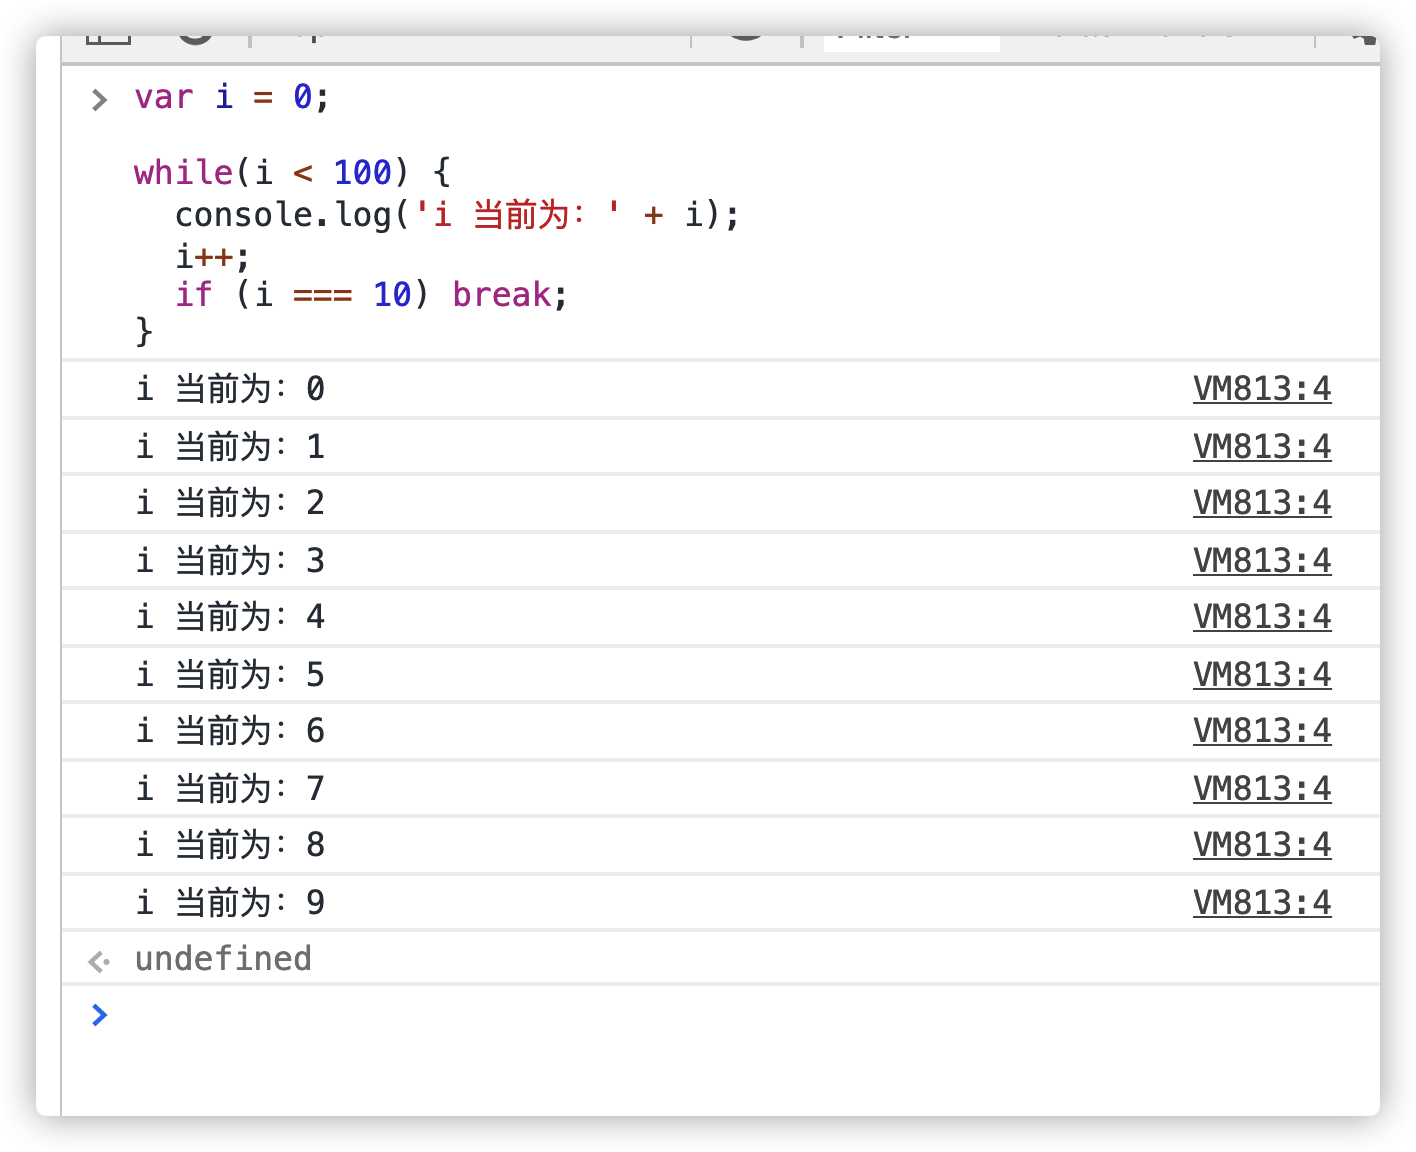 var i = 0;
while(i < 100) {
console.log('i 当前为：' + i);
i++;
if (i === 10) break;
}
i 当前为：0 VM813:4
i 当前为：1 VM813:4
i 当前为：2 VM813:4
i 当前为：3 VM813:4
i 当前为：4 VM813:4
i 当前为：5 VM813:4
i 当前为：6 VM813:4
i 当前为：7 VM813:4
i 当前为：8 VM813:4
i 当前为：9 VM813:4
undefined